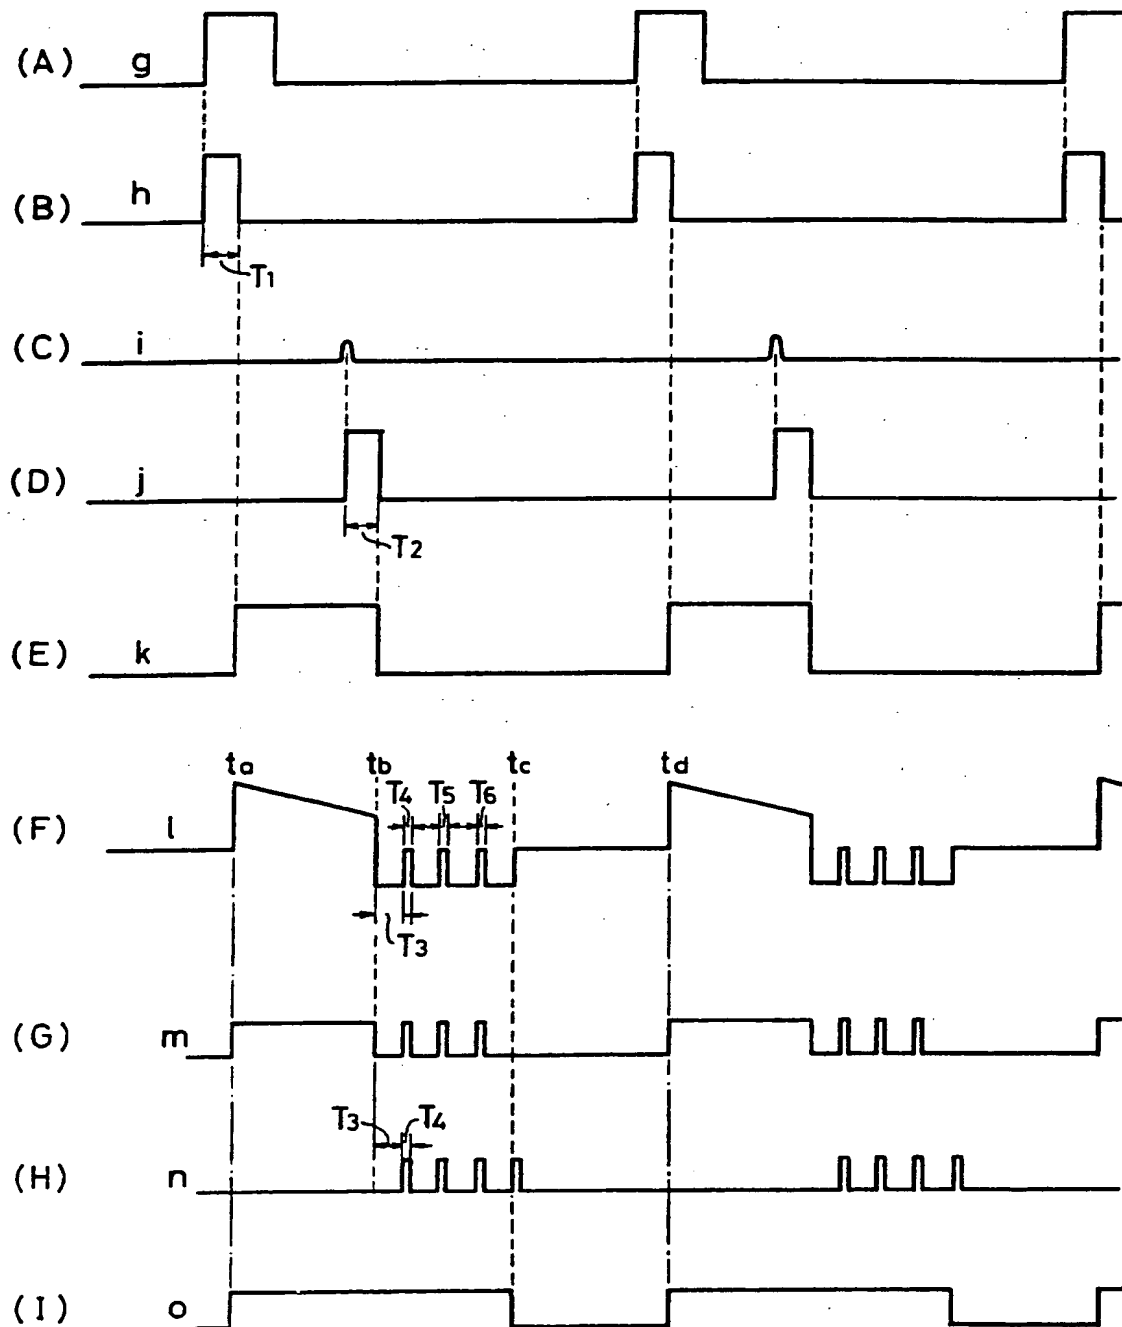 (A) g
(B) h
T1
(C) i
(D) j
T2
(E) k
ta tb tc td
T4 T5 T6
(F) l
T3
(G) m
T3 T4
(H) n
(I) o